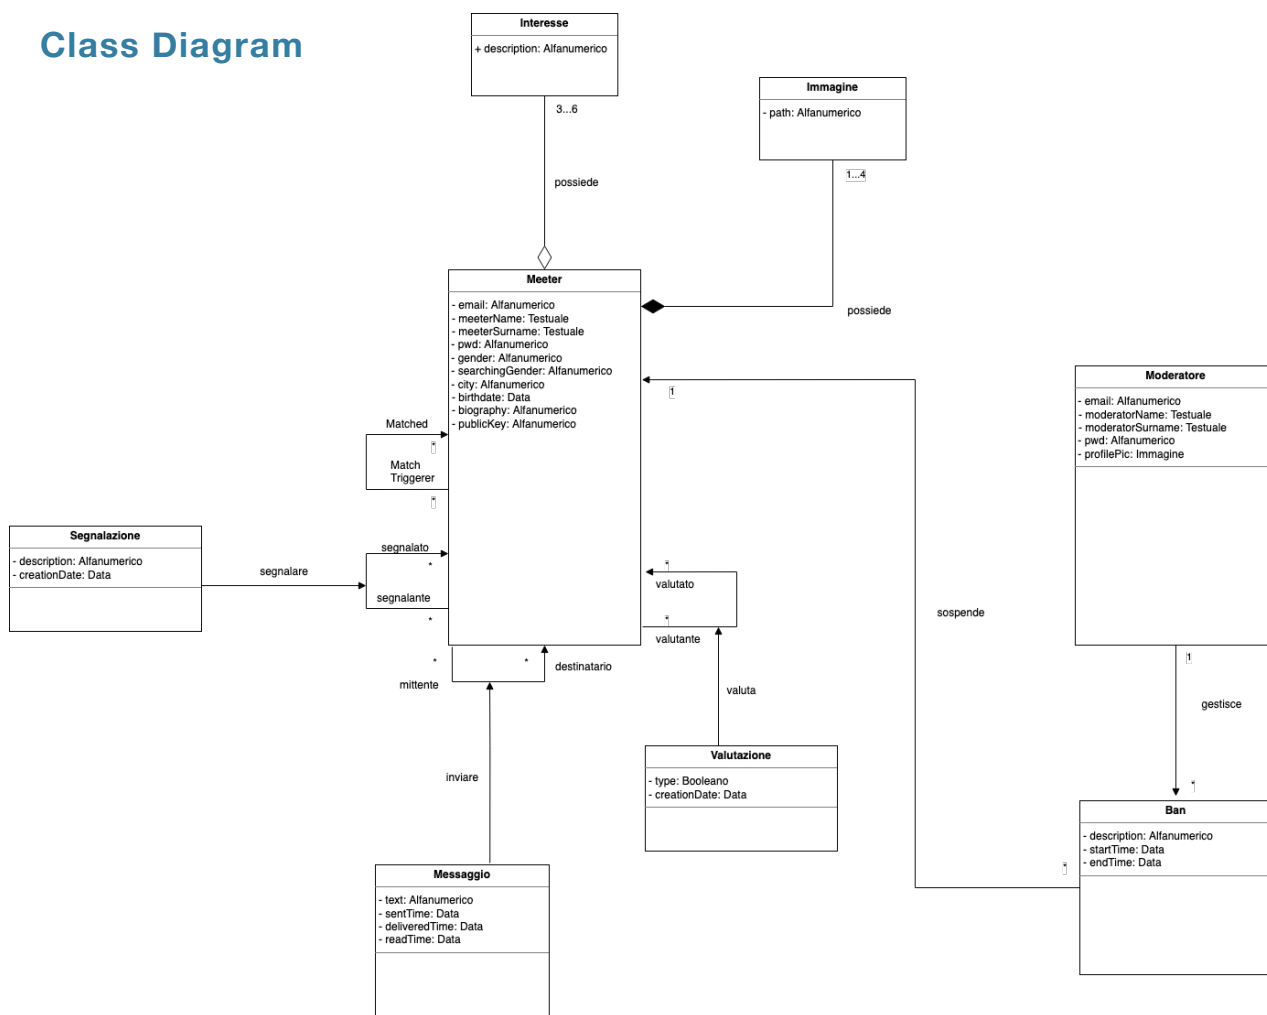 Class Diagram
Interesse
+ description: Alfanumerico
3...6
possiede
Immagine
- path: Alfanumerico
1...4
possiede
Meeter
- email: Alfanumerico
- meeterName: Testuale
- meeterSurname: Testuale
- pwd: Alfanumerico
- gender: Alfanumerico
- searchingGender: Alfanumerico
- city: Alfanumerico
- birthdate: Data
- biography: Alfanumerico
- publicKey: Alfanumerico
1
Moderatore
- email: Alfanumerico
- moderatorName: Testuale
- moderatorSurname: Testuale
- pwd: Alfanumerico
- profilePic: Immagine
Matched
*
Match
Triggerer
*
Segnalazione
- description: Alfanumerico
- creationDate: Data
segnalare
segnalato
*
segnalante
*
*
valutato
*
valutante
sospende
*
mittente
*
destinatario
valuta
1
gestisce
*
inviare
Valutazione
- type: Booleano
- creationDate: Data
Ban
- description: Alfanumerico
- startTime: Data
- endTime: Data
*
Messaggio
- text: Alfanumerico
- sentTime: Data
- deliveredTime: Data
- readTime: Data